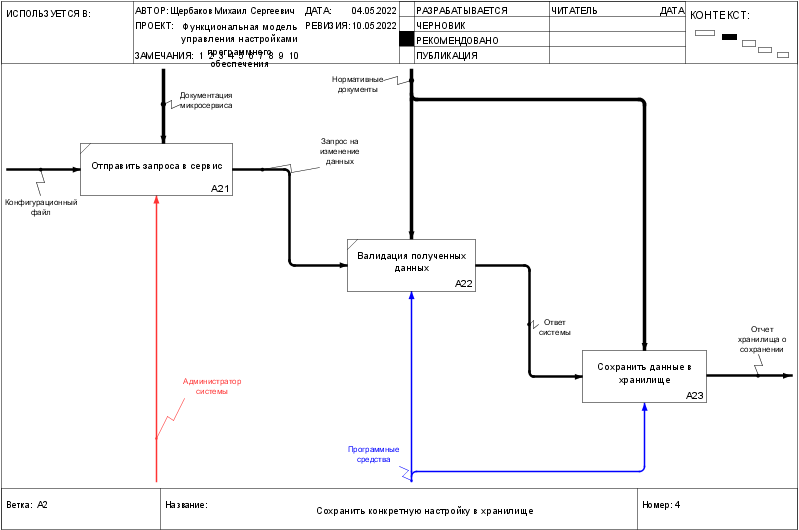 ИСПОЛЬЗУЕТСЯ В:
АВТОР: Щербаков Михаил Сергеевич
ДАТА: 04.05.2022
РАЗРАБАТЫВАЕТСЯ
ЧИТАТЕЛЬ
ДАТА
КОНТЕКСТ:
ПРОЕКТ: Функциональная модель
управления настройками
программного
обеспечения
РЕВИЗИЯ: 10.05.2022
ЧЕРНОВИК
РЕКОМЕНДОВАНО
ЗАМЕЧАНИЯ: 1 2 3 4 5 6 7 8 9 10
ПУБЛИКАЦИЯ
Документация
микросервиса
Нормативные
документы
Отправить запроса в сервис
A21
Запрос на
изменение
данных
Конфигурационный
файл
Валидация полученных
данных
A22
Ответ
системы
Отчет
хранилища о
сохранении
Сохранить данные в
хранилище
A23
Администратор
системы
Программные
средства
Ветка: A2
Название:
Сохранить конкретную настройку в хранилище
Номер: 4